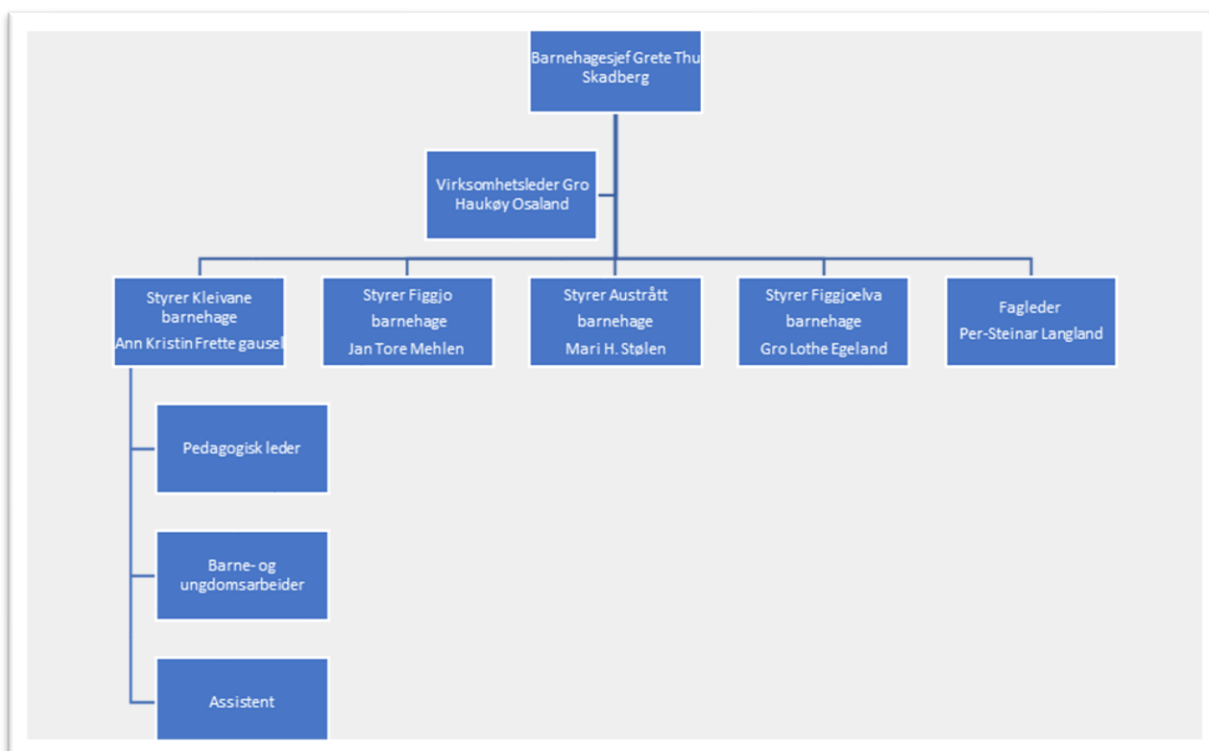 Barnehagesjef Grete Thu
Skadberg
Virksomhetsleder Gro
Haukøy Osaland
Styrer Kleivane
barnehage
Ann Kristin Frette gausel
Styrer Figgjo
barnehage
Jan Tore Mehlen
Styrer Austrått
barnehage
Mari H. Stølen
Styrer Figgjoelva
barnehage
Gro Lothe Egeland
Fagleder
Per-Steinar Langland
Pedagogisk leder
Barne- og
ungdomsarbeider
Assistent